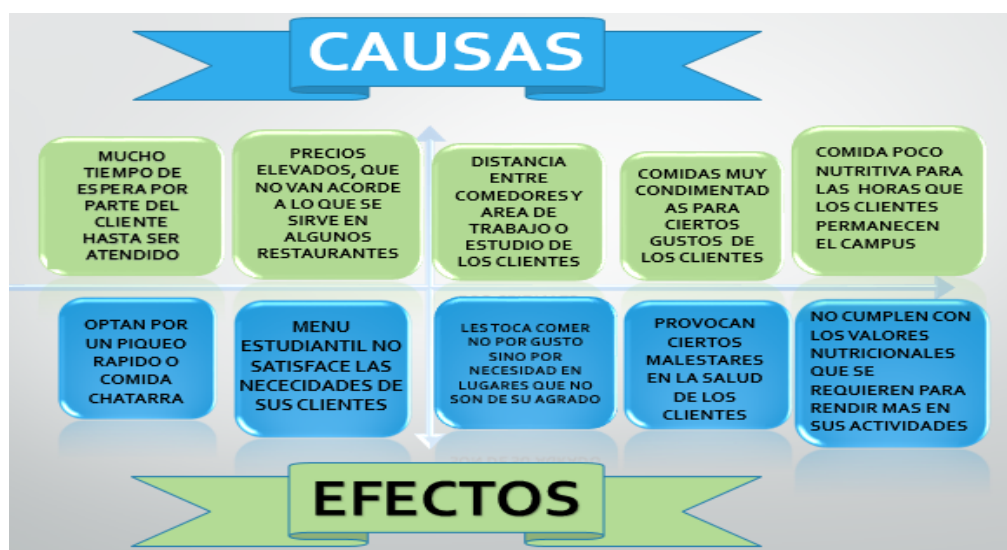 CAUSAS
MUCHO
TIEMPO DE
ESPERA POR
PARTE DEL
CLIENTE
HASTA SER
ATENDIDO
PRECIOS
ELEVADOS, QUE
NO VAN ACORDE
A LO QUE SE
SIRVE EN
ALGUNOS
RESTAURANTES
DISTANCIA
ENTRE
COMEDORES Y
AREA DE
TRABAJO O
ESTUDIO DE
LOS CLIENTES
COMIDAS MUY
CONDIMENTAD
AS PARA
CIERTOS
GUSTOS DE
LOS CLIENTES
COMIDA POCO
NUTRITIVA PARA
LAS HORAS QUE
LOS CLIENTES
PERMANECEN
EL CAMPUS
OPTAN POR
UN PIQUEO
RAPIDO O
COMIDA
CHATARRA
MENU
ESTUDIANTIL NO
SATISFACE LAS
NECECIDADES DE
SUS CLIENTES
LES TOCA COMER
NO POR GUSTO
SINO POR
NECESIDAD EN
LUGARES QUE NO
SON DE SU AGRADO
PROVOCAN
CIERTOS
MALESTARES
EN LA SALUD
DE LOS
CLIENTES
NO CUMPLEN CON
LOS VALORES
NUTRICIONALES
QUE SE
REQUIEREN PARA
RENDIR MAS EN
SUS ACTIVIDADES
EFECTOS